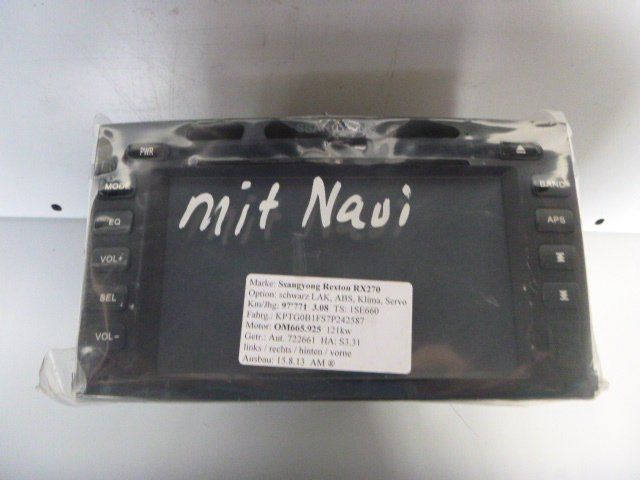 PWR
MODE
BAND
mit Navi
EQ
APS
VOL+
SEL
VOL-
Marke: Ssangyong Rexton RX270
Option: schwarz LAK, ABS, Klima, Servo
Km/Jhg: 97'771 3.08 TS: 1SE660
Fahrg.: KPTG0B1FS7P242587
Motor: OM665.925 121kw
Getr.: Aut. 722661 HA: S3.31
links / rechts / hinten / vorne
Ausbau: 15.8.13 AM ®